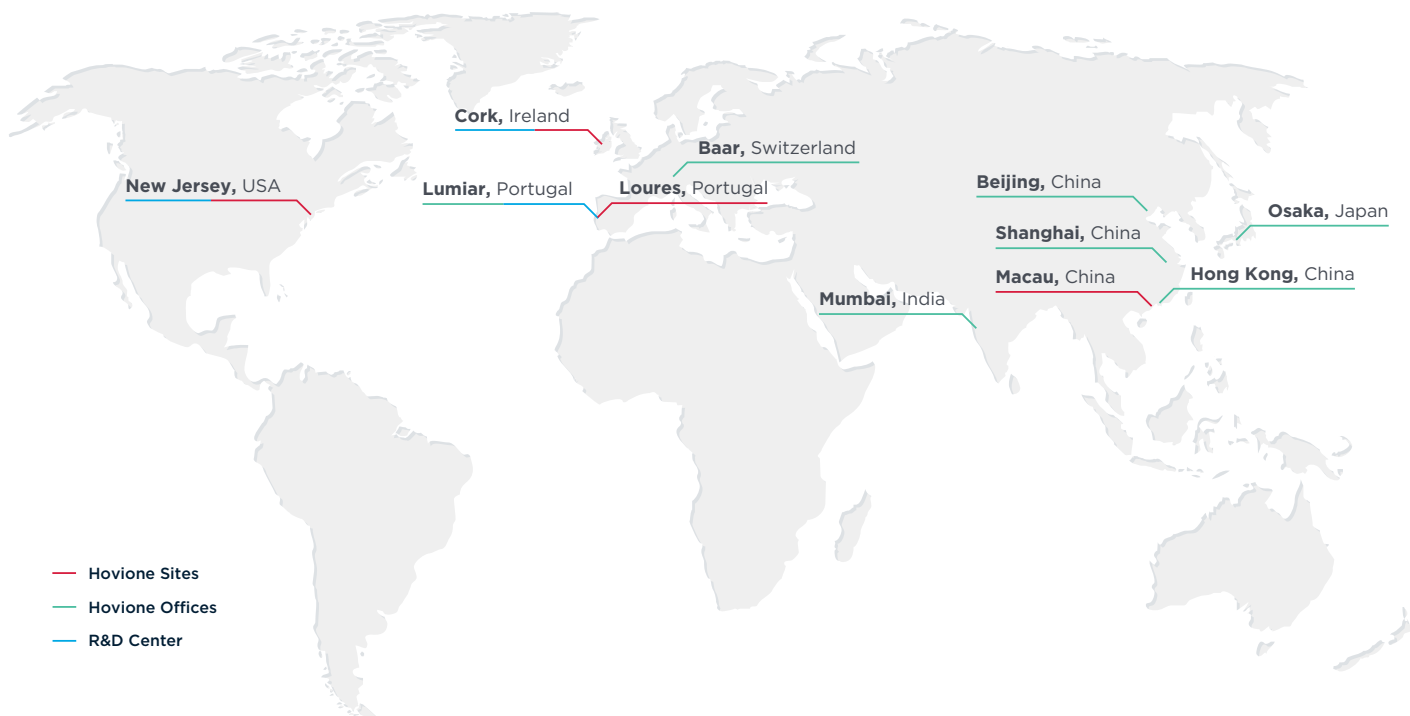 Cork, Ireland
Baar, Switzerland
New Jersey, USA
Lumiar, Portugal
Loures, Portugal
Beijing, China
Osaka, Japan
Shanghai, China
Macau, China
Hong Kong, China
Mumbai, India
Hovione Sites
Hovione Offices
R&D Center